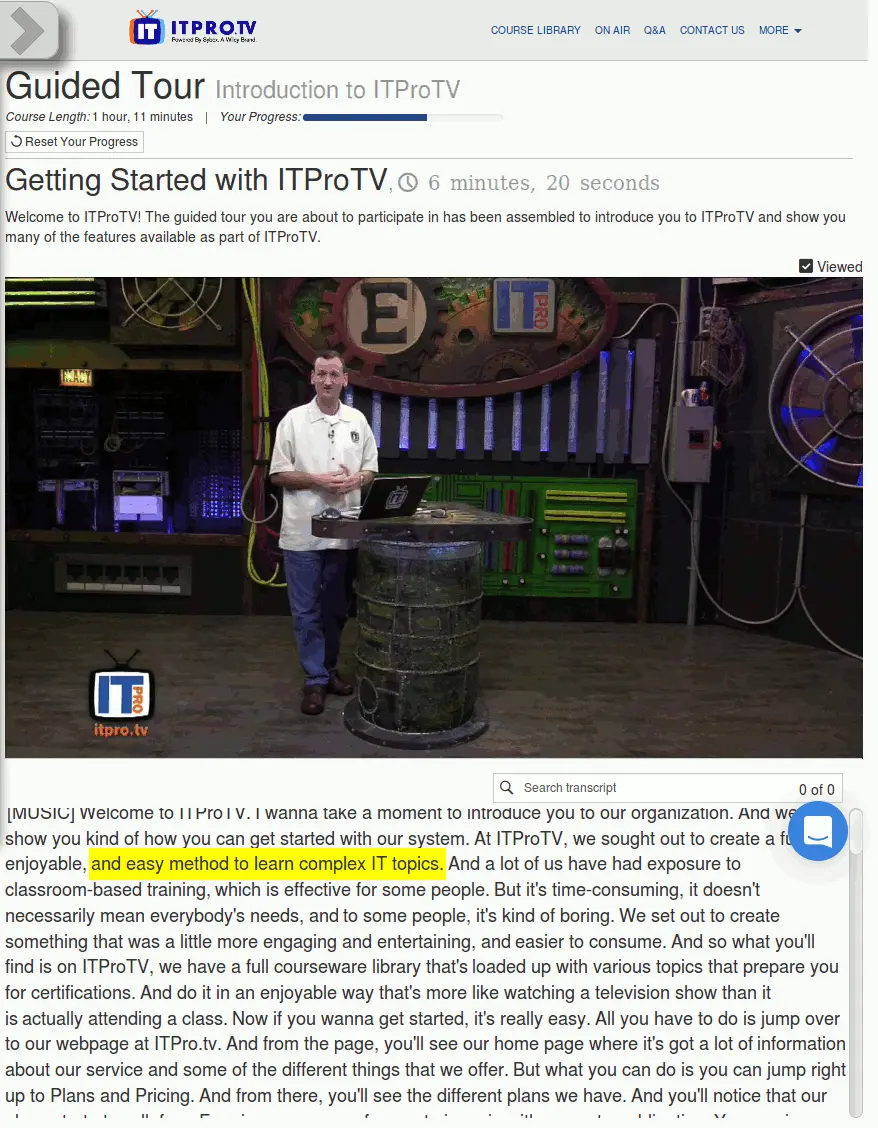 ITPRO.TV
Powered By Sybex, A Wiley Brand.
COURSE LIBRARY ON AIR Q&A CONTACT US MORE
Guided Tour Introduction to ITProTV
Course Length: 1 hour, 11 minutes | Your Progress:
Reset Your Progress
Getting Started with ITProTV, 6 minutes, 20 seconds
Welcome to ITProTV! The guided tour you are about to participate in has been assembled to introduce you to ITProTV and show you
many of the features available as part of ITProTV.
Viewed
E IT PRO
READY
IT
IT PRO
itpro.tv
Search transcript 0 of 0
[MUSIC] Welcome to ITProTV. I wanna take a moment to introduce you to our organization. And we
show you kind of how you can get started with our system. At ITProTV, we sought out to create a fu
enjoyable, and easy method to learn complex IT topics. And a lot of us have had exposure to
classroom-based training, which is effective for some people. But it's time-consuming, it doesn't
necessarily mean everybody's needs, and to some people, it's kind of boring. We set out to create
something that was a little more engaging and entertaining, and easier to consume. And so what you'll
find is on ITProTV, we have a full courseware library that's loaded up with various topics that prepare you
for certifications. And do it in an enjoyable way that's more like watching a television show than it
is actually attending a class. Now if you wanna get started, it's really easy. All you have to do is jump over
to our webpage at ITPro.tv. And from the page, you'll see our home page where it's got a lot of information
about our service and some of the different things that we offer. But what you can do is you can jump right
up to Plans and Pricing. And from there, you'll see the different plans we have. And you'll notice that our